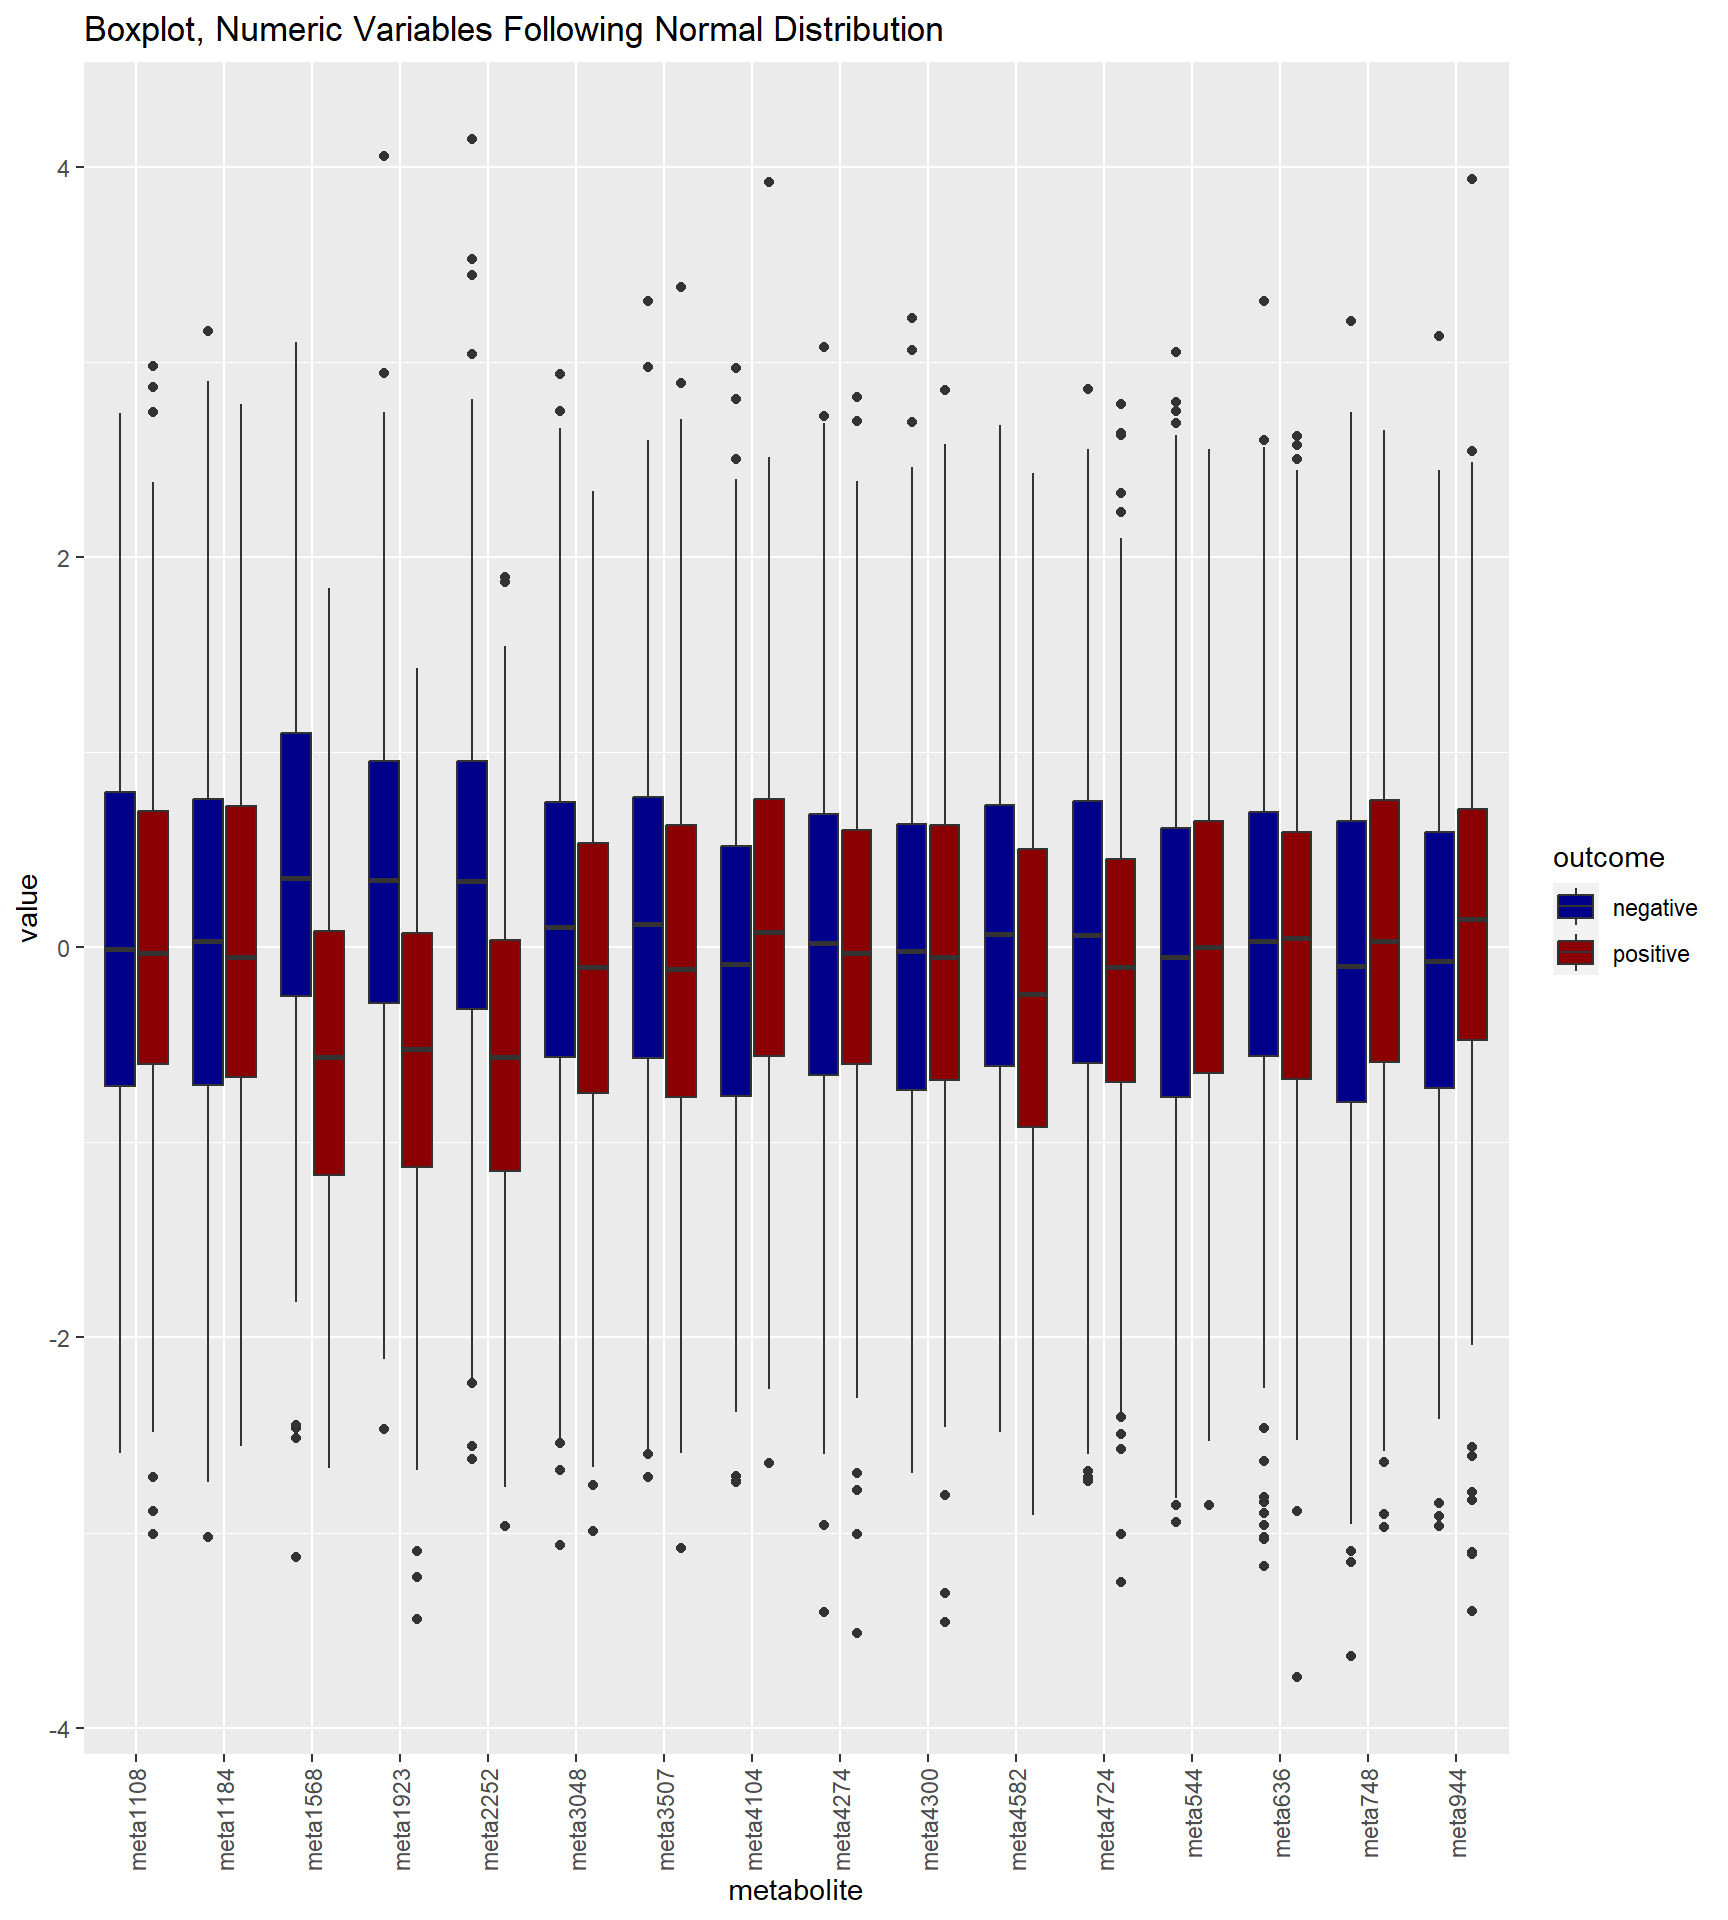 Boxplot, Numeric Variables Following Normal Distribution
4
2
0
-2
-4
value
meta1108
meta1184
meta1568
meta1923
meta2252
meta3048
meta3507
meta4104
meta4274
meta4300
meta4582
meta4724
meta544
meta636
meta748
meta944
metabolite
outcome
negative
positive